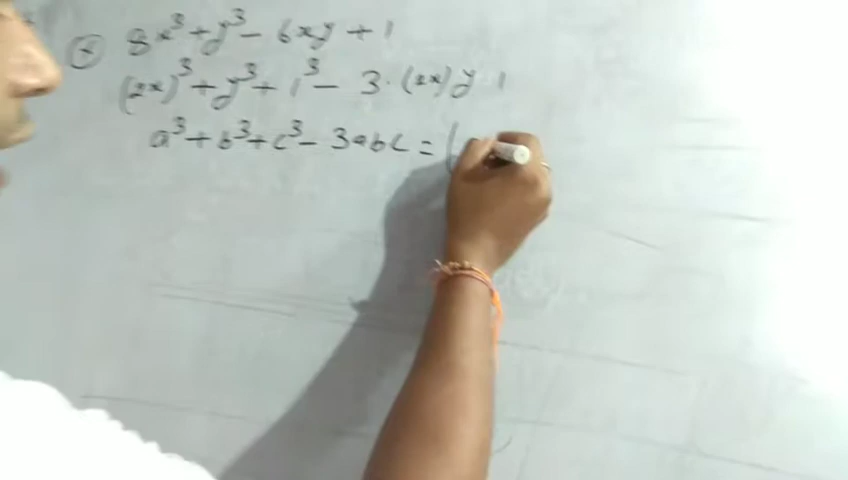 * 8x³ + y³ - 6xy + 1
(2x)³ + y³ + 1³ - 3·(2x) y 1
a³ + b³ + c³ - 3abc = (